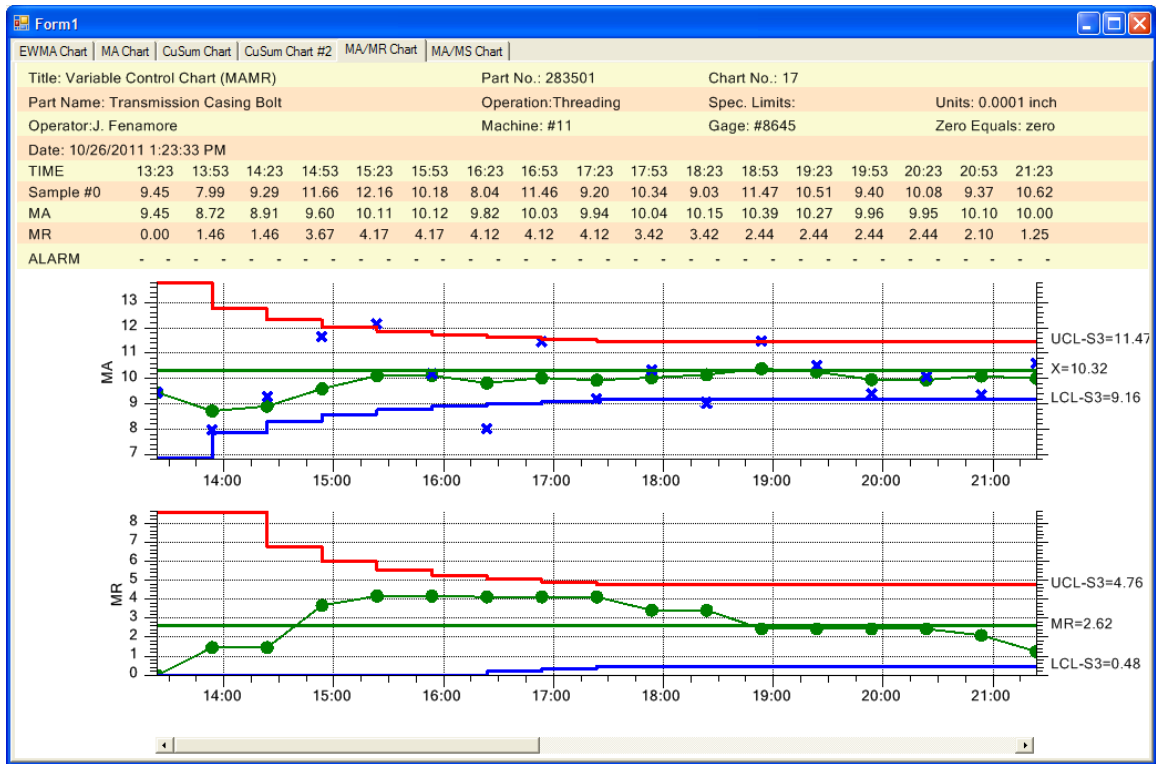 Form1
EWMA Chart MA Chart CuSum Chart CuSum Chart #2 MA/MR Chart MA/MS Chart
Title: Variable Control Chart (MAMR) Part No.: 283501 Chart No.: 17
Part Name: Transmission Casing Bolt Operation:Threading Spec. Limits: Units: 0.0001 inch
Operator:J. Fenamore Machine: #11 Gage: #8645 Zero Equals: zero
Date: 10/26/2011 1:23:33 PM
TIME 13:23 13:53 14:23 14:53 15:23 15:53 16:23 16:53 17:23 17:53 18:23 18:53 19:23 19:53 20:23 20:53 21:23
Sample #0 9.45 7.99 9.29 11.66 12.16 10.18 8.04 11.46 9.20 10.34 9.03 11.47 10.51 9.40 10.08 9.37 10.62
MA 9.45 8.72 8.91 9.60 10.11 10.12 9.82 10.03 9.94 10.04 10.15 10.39 10.27 9.96 9.95 10.10 10.00
MR 0.00 1.46 1.46 3.67 4.17 4.17 4.12 4.12 4.12 3.42 3.42 2.44 2.44 2.44 2.44 2.10 1.25
ALARM - - - - - - - - - - - - - - - - - - - - - - - - - - - - - - - - - -
13
12
11
10
9
8
7
MA
UCL-S3=11.47
X=10.32
LCL-S3=9.16
14:00 15:00 16:00 17:00 18:00 19:00 20:00 21:00
8
7
6
5
4
3
2
1
0
MR
UCL-S3=4.76
MR=2.62
LCL-S3=0.48
14:00 15:00 16:00 17:00 18:00 19:00 20:00 21:00